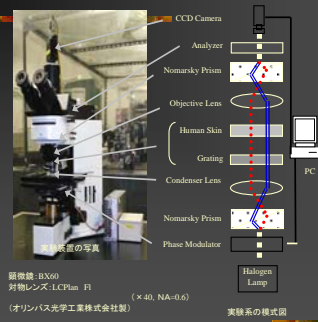 CCD Camera
Analyzer
Nomarsky Prism
Objective Lens
Human Skin
Grating
Condenser Lens
PC
Nomarsky Prism
Phase Modulator
Halogen
Lamp
実験装置の写真
顕微鏡:BX60
対物レンズ:LCPlan Fl
(×40, NA=0.6)
(オリンパス光学工業株式会社製)
実験系の模式図